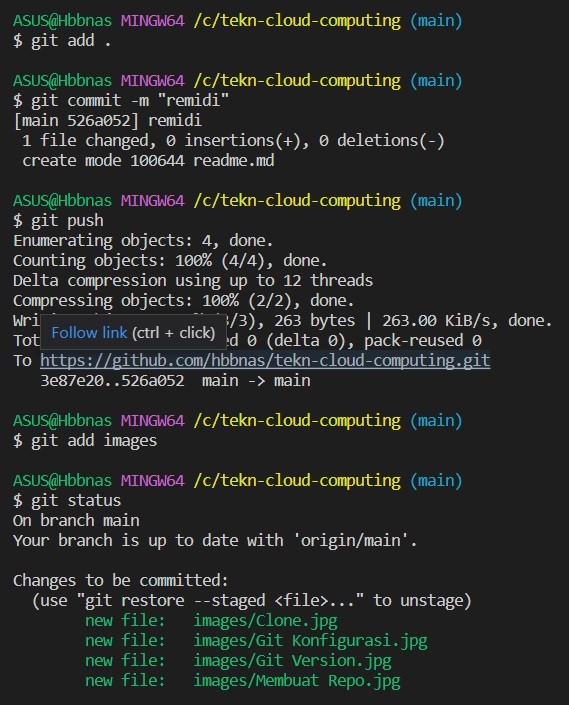 ASUS@Hbbnas MINGW64 /c/tekn-cloud-computing (main)
$ git add .
ASUS@Hbbnas MINGW64 /c/tekn-cloud-computing (main)
$ git commit -m "remidi"
[main 526a052] remidi
1 file changed, 0 insertions(+), 0 deletions(-)
create mode 100644 readme.md
ASUS@Hbbnas MINGW64 /c/tekn-cloud-computing (main)
$ git push
Enumerating objects: 4, done.
Counting objects: 100% (4/4), done.
Delta compression using up to 12 threads
Compressing objects: 100% (2/2), done.
/3), 263 bytes | 263.00 KiB/s, done.
Follow link (ctrl + click)
0 (delta 0), pack-reused 0
To https://github.com/hbbnas/tekn-cloud-computing.git
3e87e20..526a052 main -> main
ASUS@Hbbnas MINGW64 /c/tekn-cloud-computing (main)
$ git add images
ASUS@Hbbnas MINGW64 /c/tekn-cloud-computing (main)
$ git status
On branch main
Your branch is up to date with 'origin/main'.
Changes to be committed:
(use "git restore --staged <file>..." to unstage)
new file: images/Clone.jpg
new file: images/Git Konfigurasi.jpg
new file: images/Git Version.jpg
new file: images/Membuat Repo.jpg